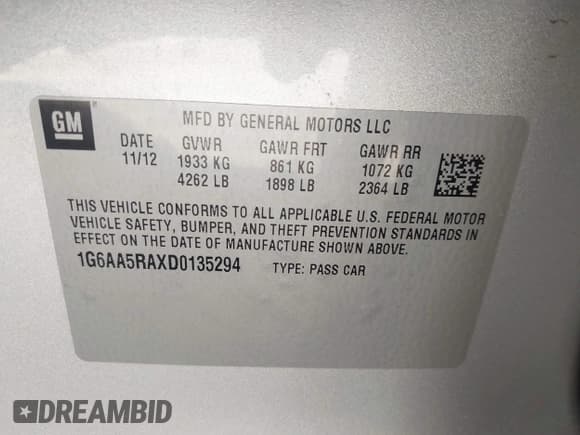 GM
MFD BY GENERAL MOTORS LLC
DATE GVWR GAWR FRT GAWR RR
11/12 1933 KG 861 KG 1072 KG
4262 LB 1898 LB 2364 LB
THIS VEHICLE CONFORMS TO ALL APPLICABLE U.S. FEDERAL MOTOR
VEHICLE SAFETY, BUMPER, AND THEFT PREVENTION STANDARDS IN
EFFECT ON THE DATE OF MANUFACTURE SHOWN ABOVE.
1G6AA5RAXD0135294 TYPE: PASS CAR
DREAMBID